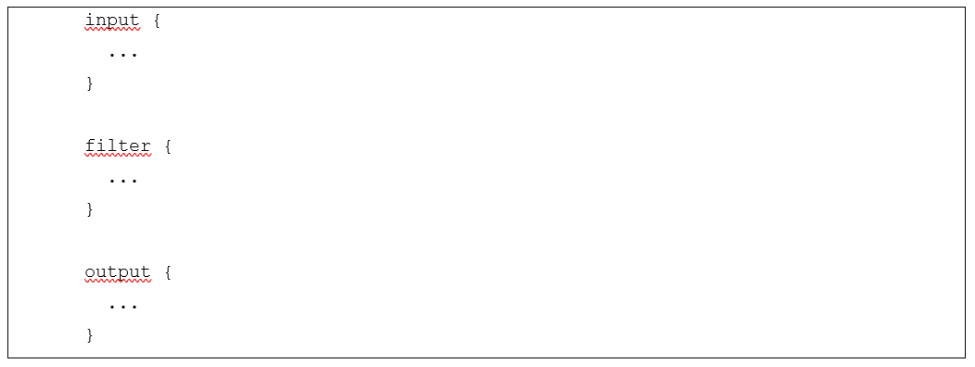 input {
...
}
filter {
...
}
output {
...
}